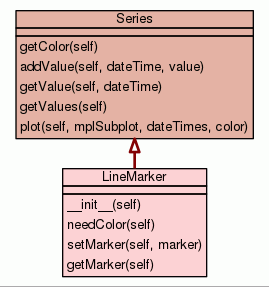 Series
getColor(self)
addValue(self, dateTime, value)
getValue(self, dateTime)
getValues(self)
plot(self, mplSubplot, dateTimes, color)
LineMarker
__init__(self)
needColor(self)
setMarker(self, marker)
getMarker(self)